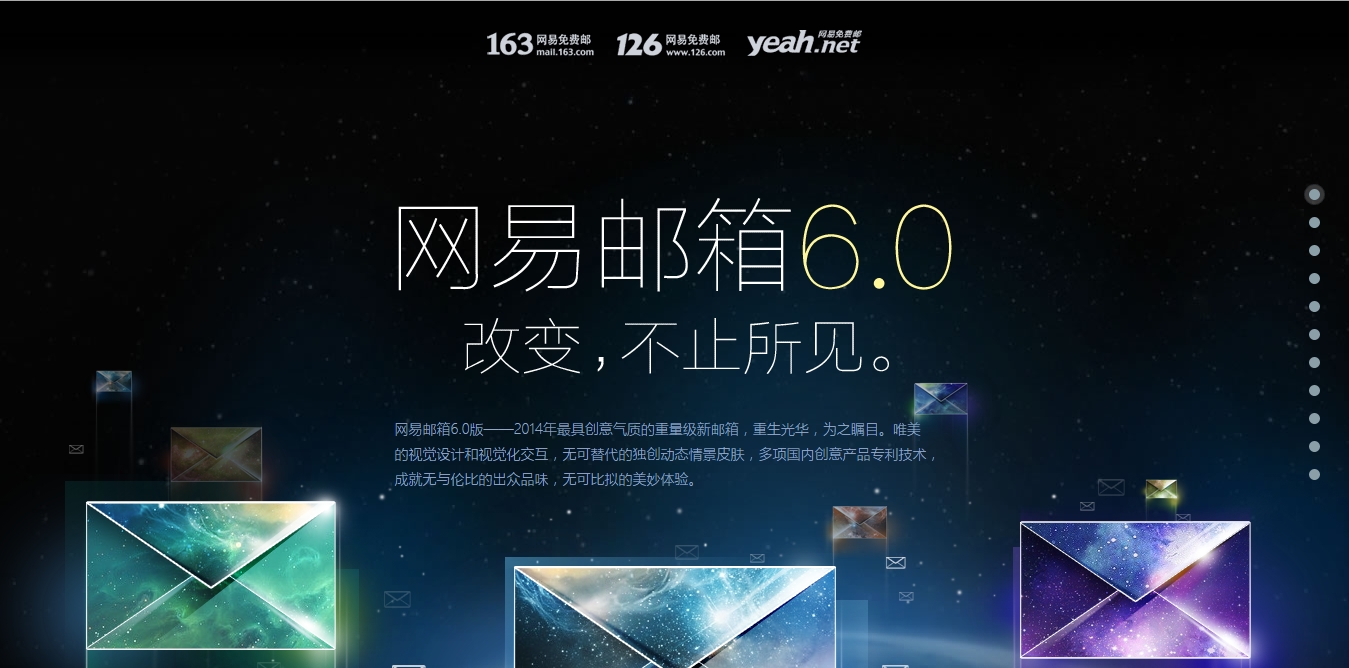 163 网易免费邮
mail.163.com
126 网易免费邮
www.126.com
yeah.net 网易免费邮
网易邮箱6.0
改变，不止所见。
网易邮箱6.0版——2014年最具创意气质的重量级新邮箱，重生光华，为之瞩目。唯美
的视觉设计和视觉化交互，无可替代的独创动态情景皮肤，多项国内创意产品专利技术，
成就无与伦比的出众品味，无可比拟的美妙体验。